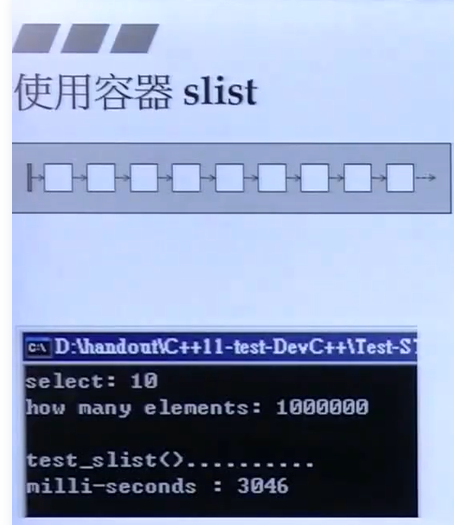 使用容器 slist
D:\handout\C++11-test-DevC++\Test-S
select: 10
how many elements: 1000000
test_slist()..........
milli-seconds : 3046